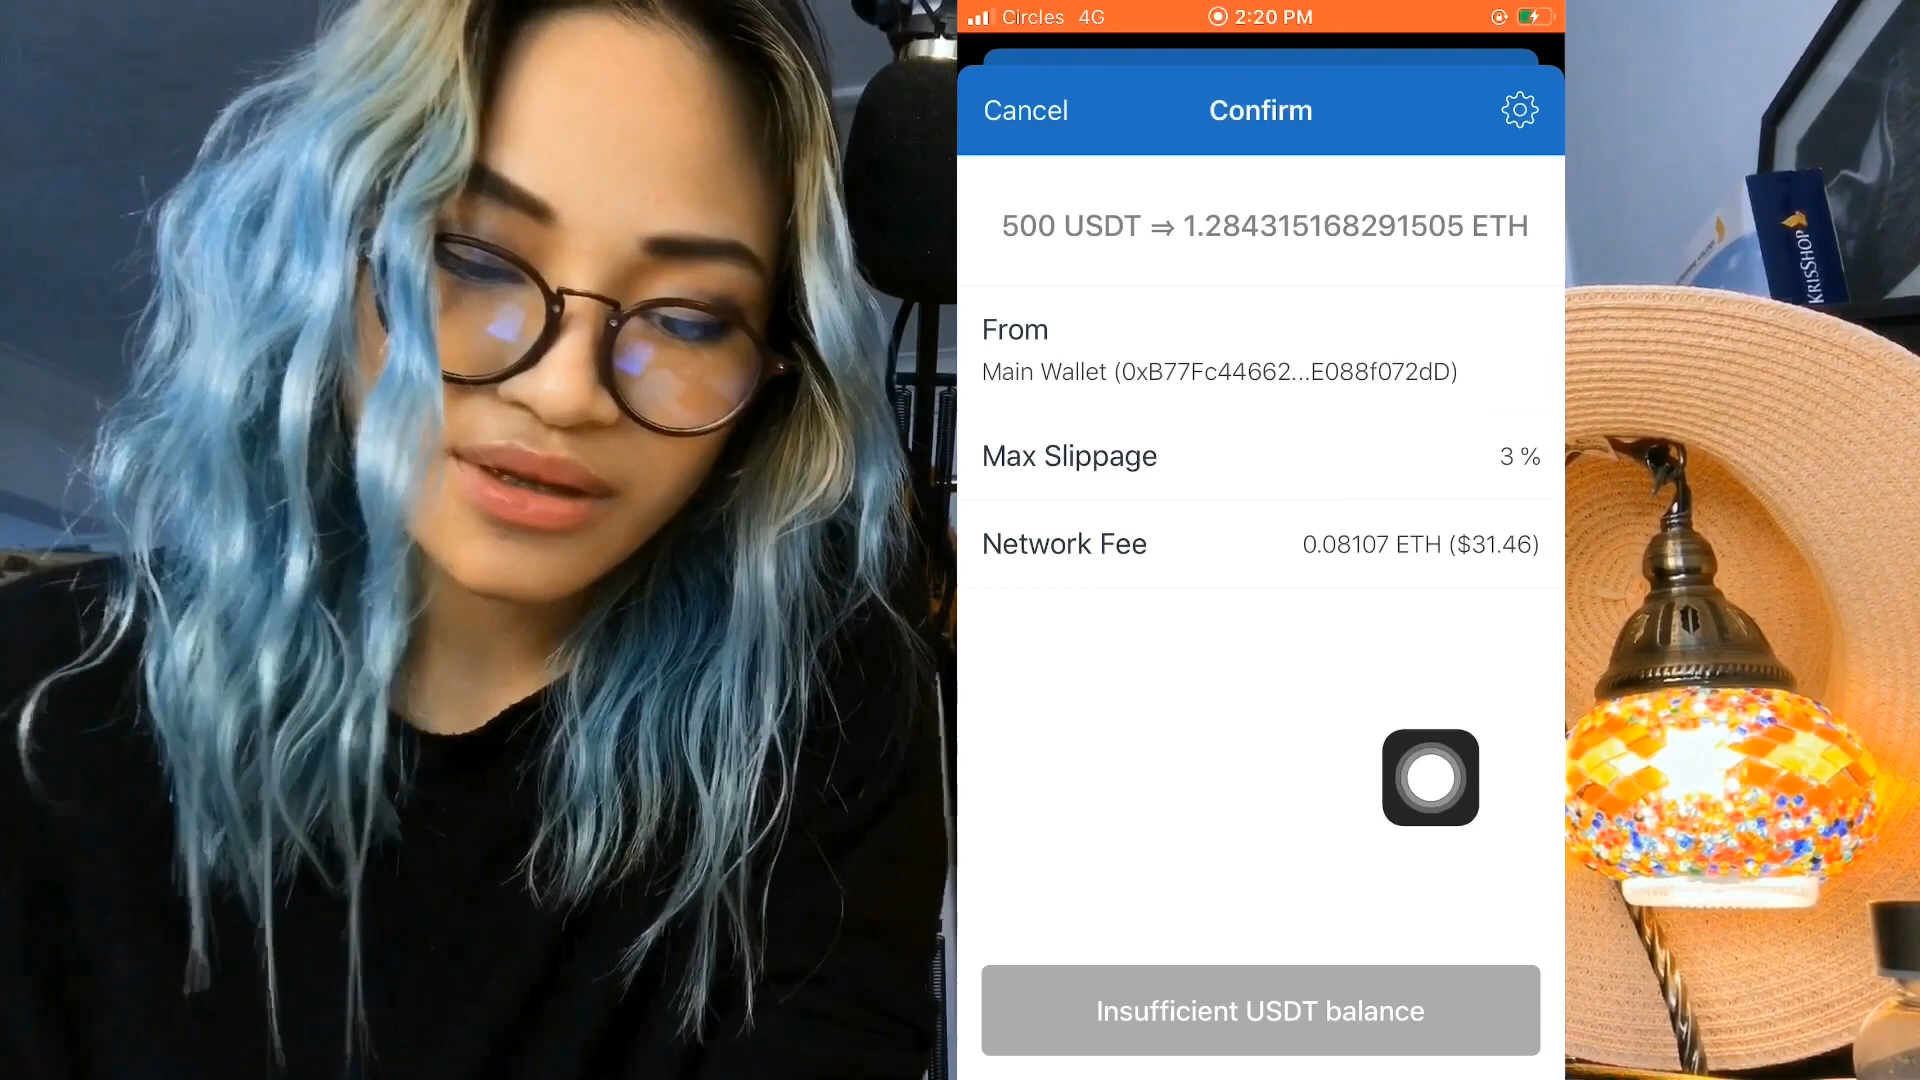 Circles 4G 2:20 PM
Cancel Confirm
500 USDT ⇒ 1.284315168291505 ETH
From
Main Wallet (0xB77Fc44662...E088f072dD)
Max Slippage 3 %
Network Fee 0.08107 ETH ($31.46)
Insufficient USDT balance
KRISSHOP